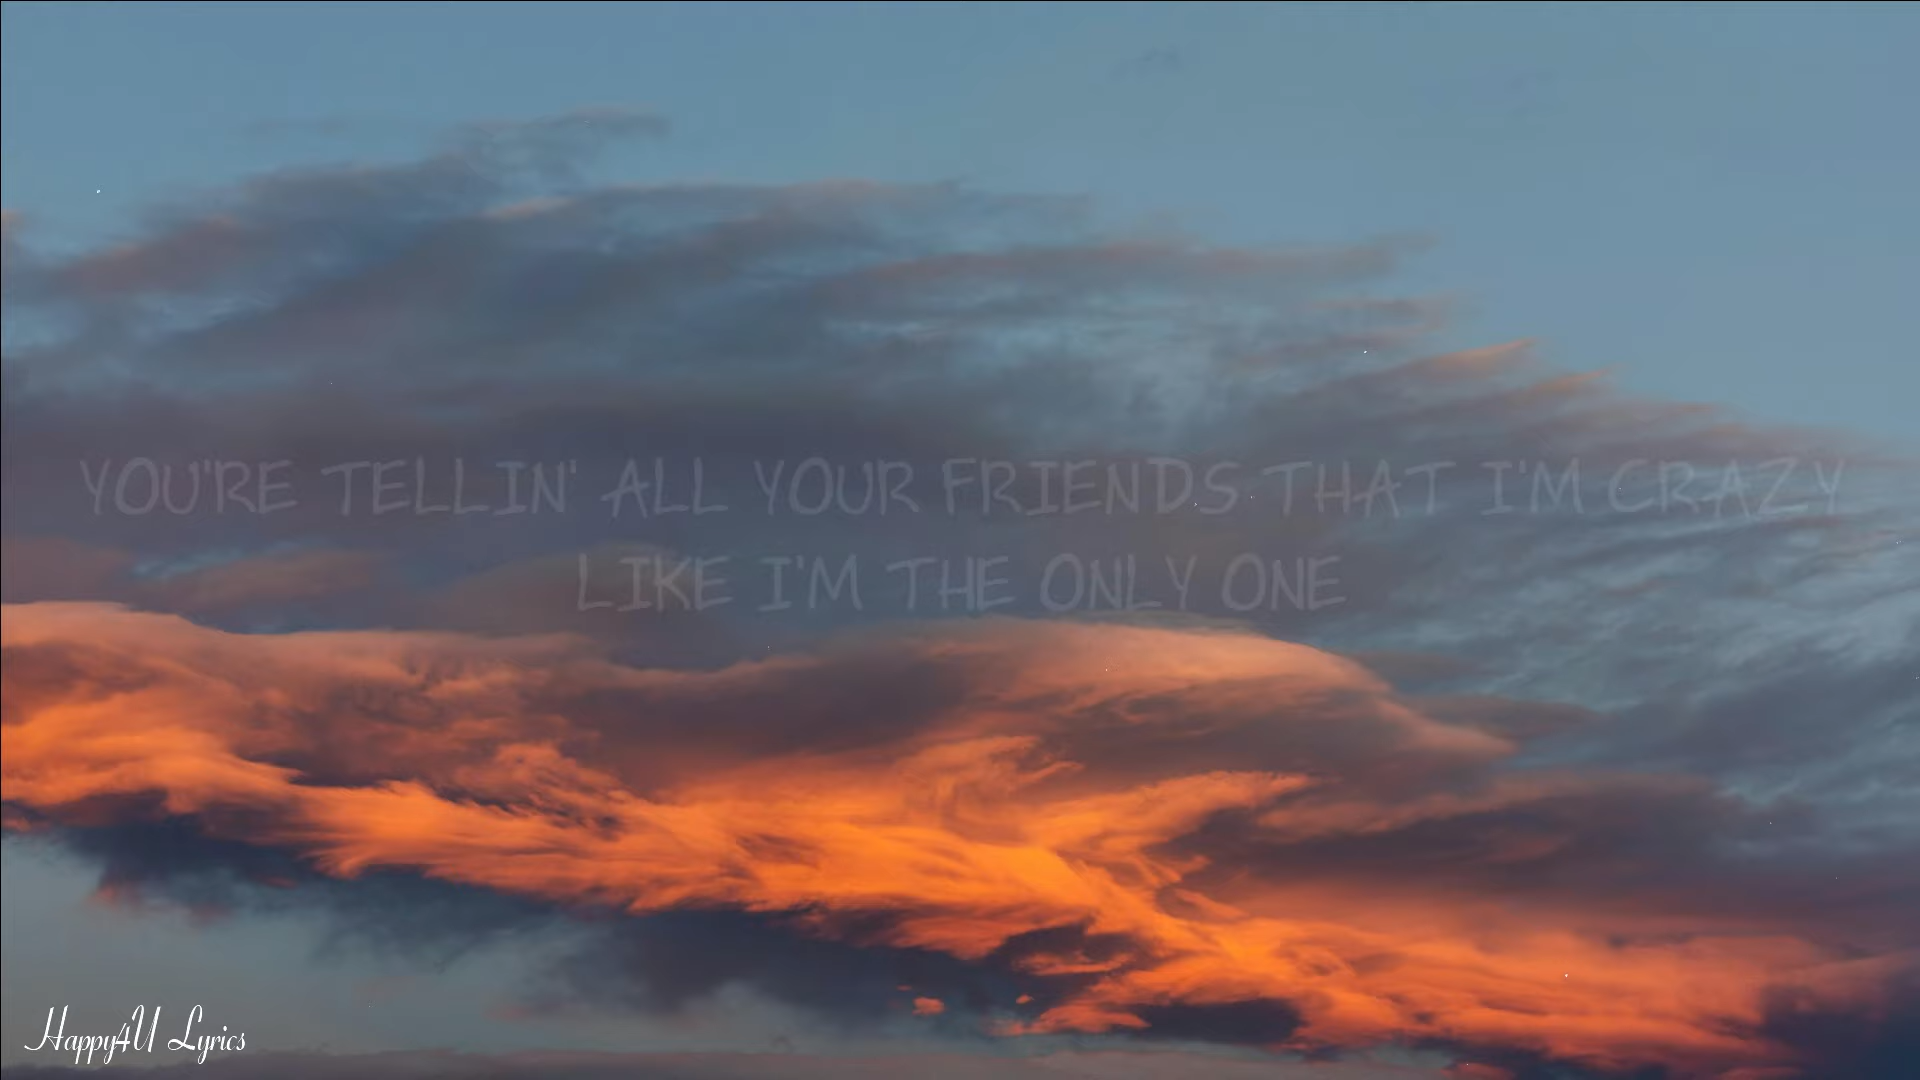 YOU'RE TELLIN' ALL YOUR FRIENDS THAT I'M CRAZY
LIKE I'M THE ONLY ONE
Happy4U Lyrics